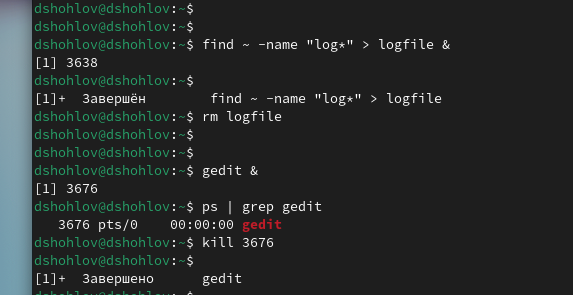 dshohlov@dshohlov:~$
dshohlov@dshohlov:~$
dshohlov@dshohlov:~$ find ~ -name "log*" > logfile &
[1] 3638
dshohlov@dshohlov:~$
[1]+  Завершён        find ~ -name "log*" > logfile
dshohlov@dshohlov:~$ rm logfile
dshohlov@dshohlov:~$
dshohlov@dshohlov:~$
dshohlov@dshohlov:~$ gedit &
[1] 3676
dshohlov@dshohlov:~$ ps | grep gedit
   3676 pts/0    00:00:00 gedit
dshohlov@dshohlov:~$ kill 3676
dshohlov@dshohlov:~$
[1]+  Завершено      gedit
dshohlov@dshohlov:~$